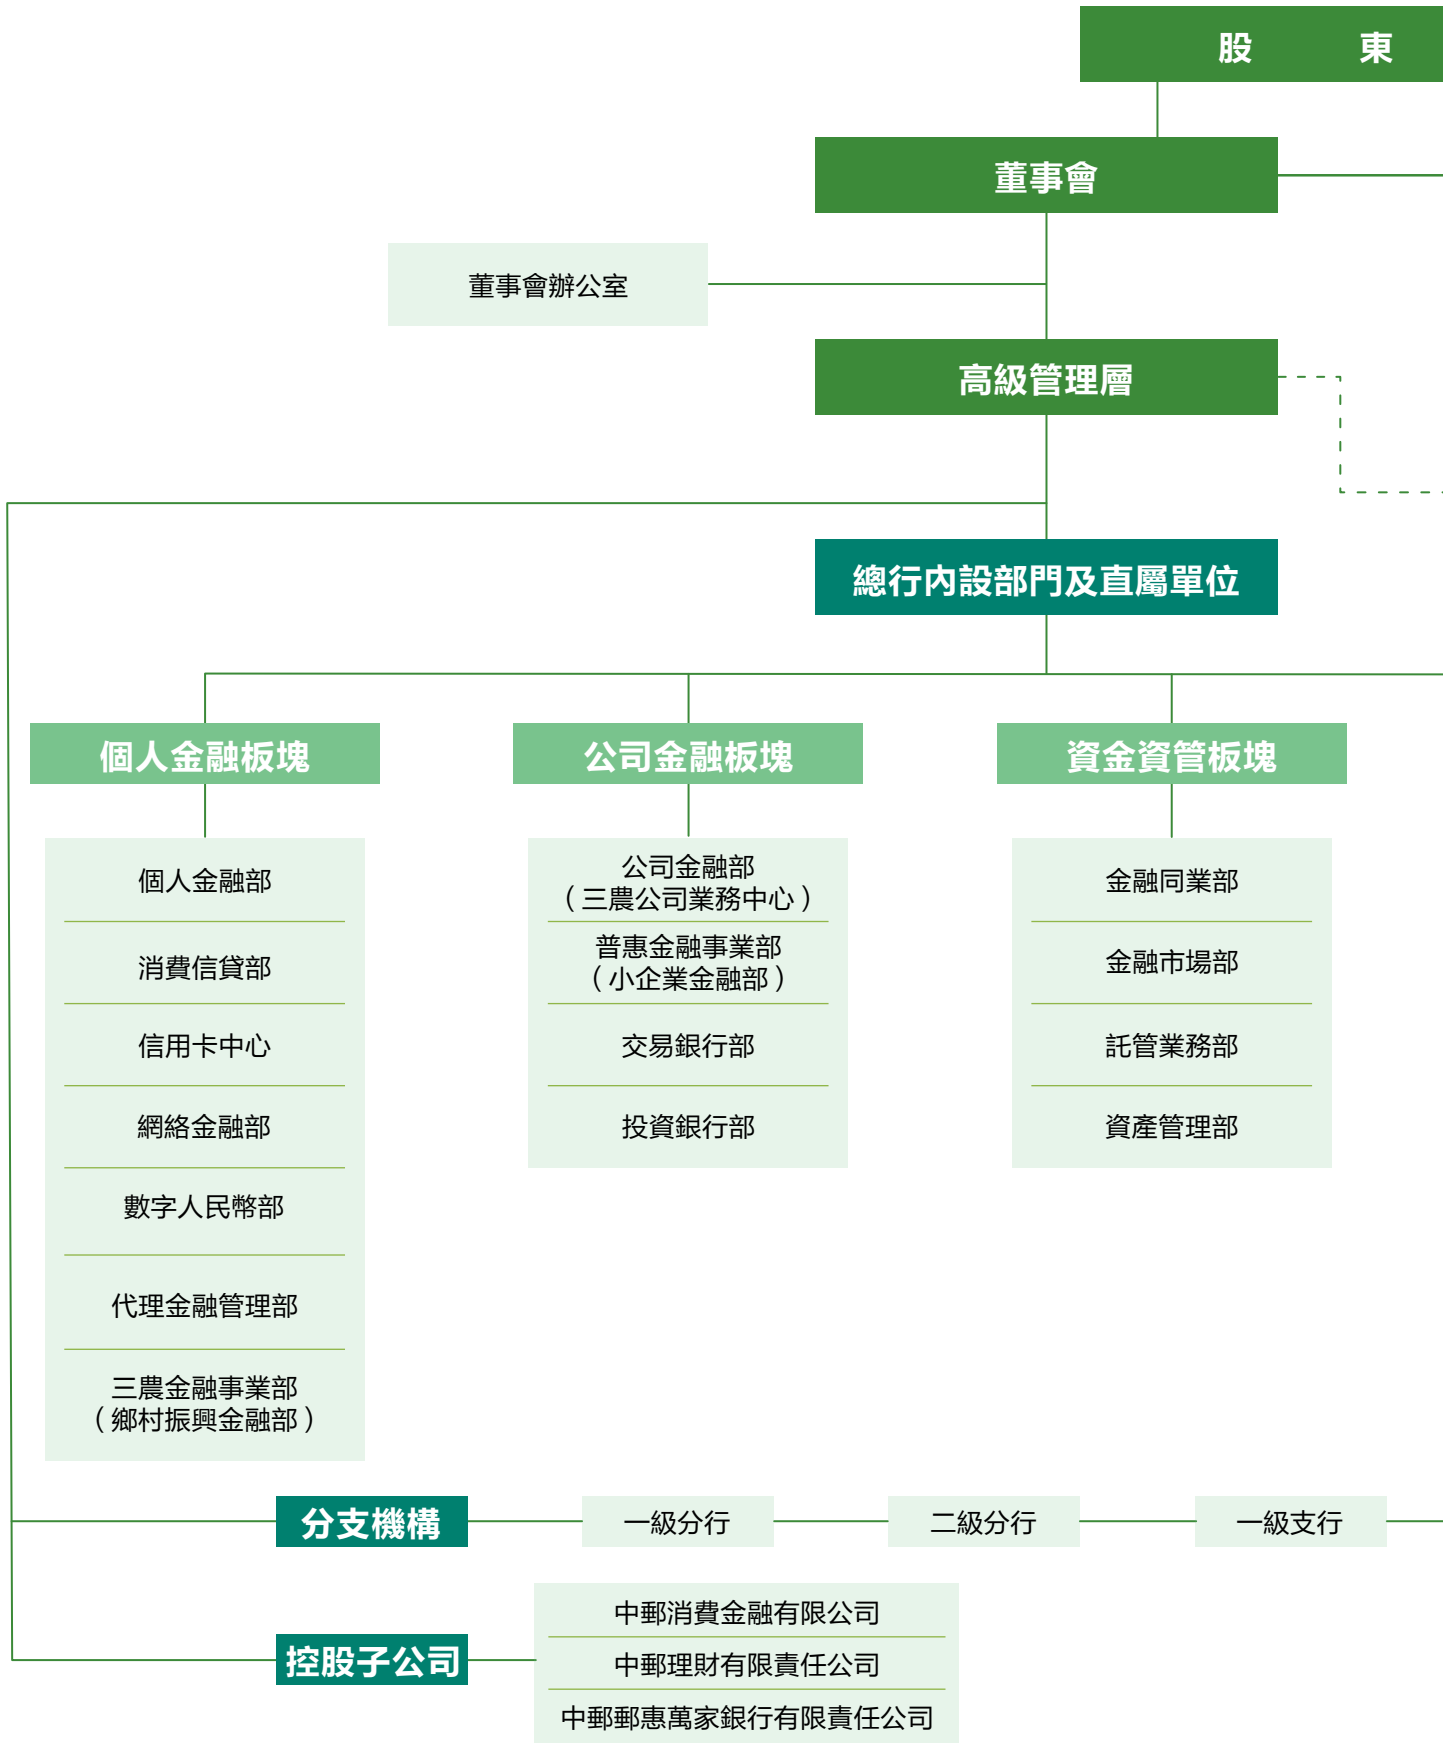 股東
董事會
董事會辦公室
高級管理層
總行內設部門及直屬單位
個人金融板塊
個人金融部
消費信貸部
信用卡中心
網絡金融部
數字人民幣部
代理金融管理部
三農金融事業部
（鄉村振興金融部）
公司金融板塊
公司金融部
（三農公司業務中心）
普惠金融事業部
（小企業金融部）
交易銀行部
投資銀行部
資金資管板塊
金融同業部
金融市場部
託管業務部
資產管理部
分支機構
一級分行
二級分行
一級支行
控股子公司
中郵消費金融有限公司
中郵理財有限責任公司
中郵郵惠萬家銀行有限責任公司